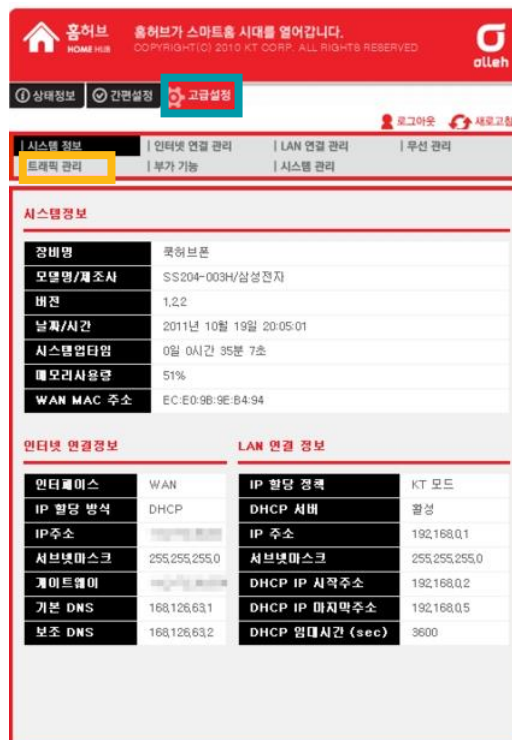 홈허브
HOME HUB
홈허브가 스마트홈 시대를 열어갑니다.
COPYRIGHT(C) 2010 KT CORP. ALL RIGHTS RESERVED
olleh
상태정보 간편설정 고급설정
로그아웃 새로고침
| 시스템 정보 | 인터넷 연결 관리 | LAN 연결 관리 | 무선 관리
트래픽 관리 | 부가 기능 | 시스템 관리
시스템정보
장비명 쿡허브폰
모델명/제조사 SS204-003H/삼성전자
버전 1,2,2
날짜/시간 2011년 10월 19일 20:05:01
시스템업타임 0일 0시간 35분 7초
메모리사용량 51%
WAN MAC 주소 EC:E0:9B:9E:B4:94
인터넷 연결정보
인터페이스 WAN
IP 할당 방식 DHCP
IP주소
서브넷마스크 255,255,255,0
게이트웨이
기본 DNS 168,126,63,1
보조 DNS 168,126,63,2
LAN 연결 정보
IP 할당 정책 KT 모드
DHCP 서버 활성
IP 주소 192,168,0,1
서브넷마스크 255,255,255,0
DHCP IP 시작주소 192,168,0,2
DHCP IP 마지막주소 192,168,0,5
DHCP 임대시간 (sec) 3600